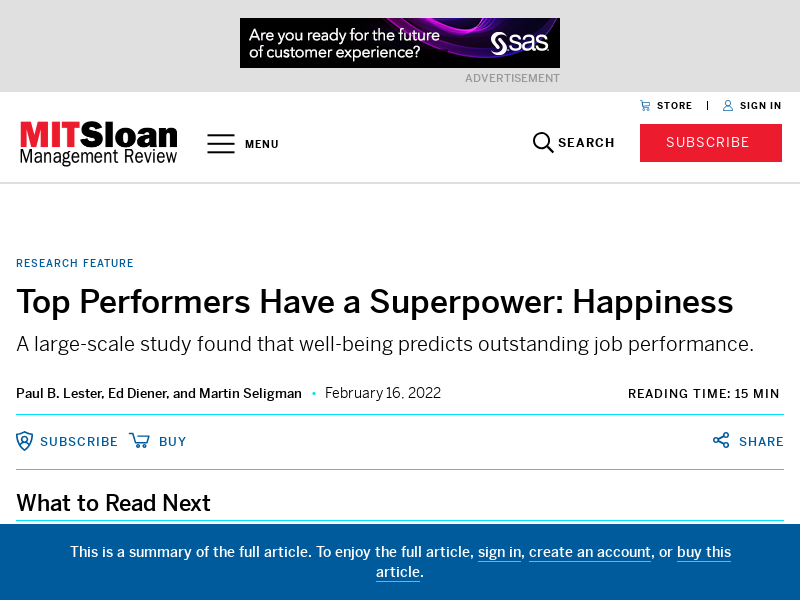 Are you ready for the future
of customer experience?
sas
ADVERTISEMENT
STORE | SIGN IN
MITSloan
Management Review
MENU
SEARCH
SUBSCRIBE
RESEARCH FEATURE
Top Performers Have a Superpower: Happiness
A large-scale study found that well-being predicts outstanding job performance.
Paul B. Lester, Ed Diener, and Martin Seligman • February 16, 2022
READING TIME: 15 MIN
SUBSCRIBE BUY
SHARE
What to Read Next
This is a summary of the full article. To enjoy the full article, sign in, create an account, or buy this
article.